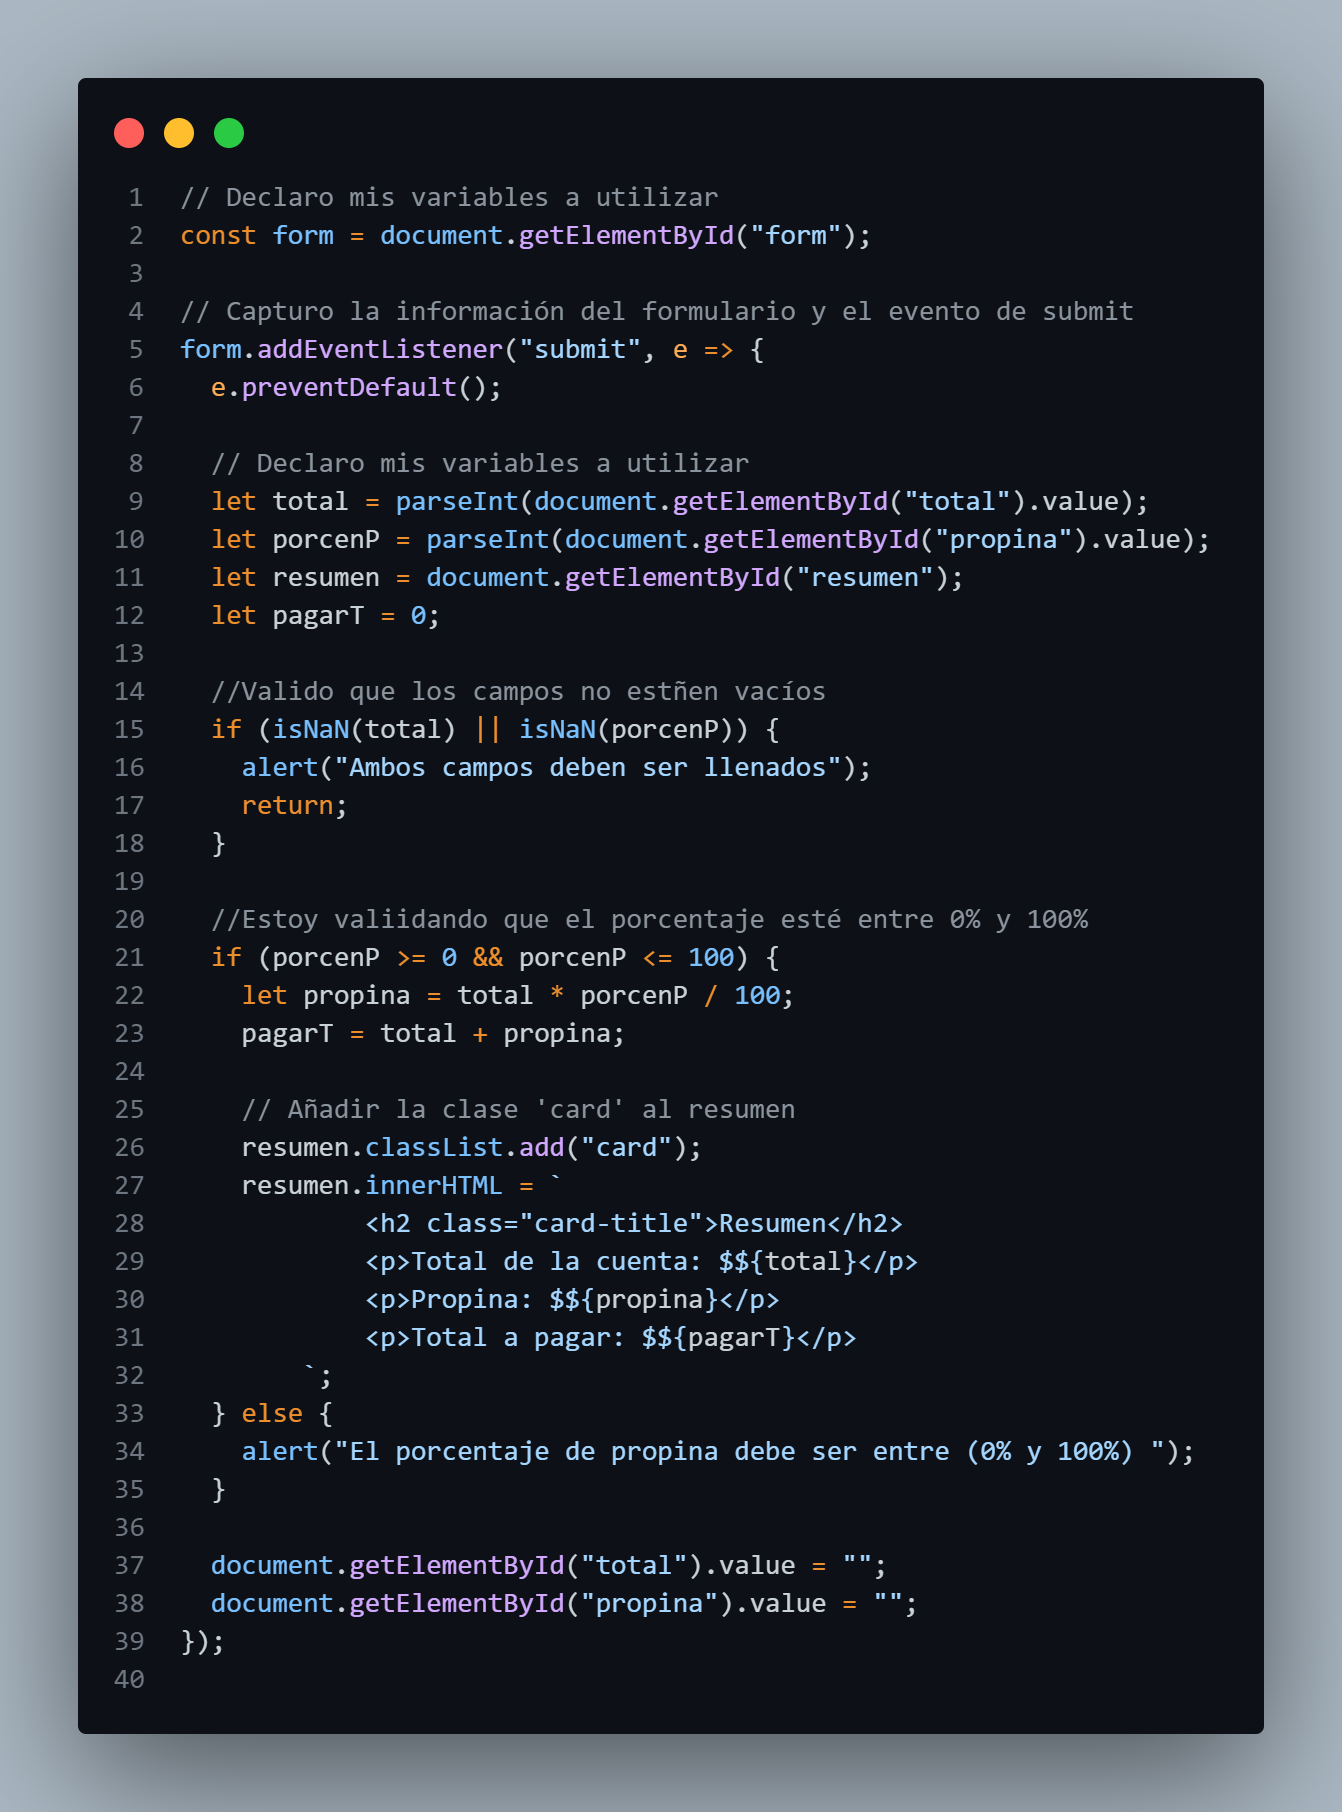 1 // Declaro mis variables a utilizar
2 const form = document.getElementById("form");
3
4 // Capturo la información del formulario y el evento de submit
5 form.addEventListener("submit", e => {
6   e.preventDefault();
7
8   // Declaro mis variables a utilizar
9   let total = parseInt(document.getElementById("total").value);
10   let porcenP = parseInt(document.getElementById("propina").value);
11   let resumen = document.getElementById("resumen");
12   let pagarT = 0;
13
14   //Valido que los campos no estñen vacíos
15   if (isNaN(total) || isNaN(porcenP)) {
16     alert("Ambos campos deben ser llenados");
17     return;
18   }
19
20   //Estoy valiidando que el porcentaje esté entre 0% y 100%
21   if (porcenP >= 0 && porcenP <= 100) {
22     let propina = total * porcenP / 100;
23     pagarT = total + propina;
24
25     // Añadir la clase 'card' al resumen
26     resumen.classList.add("card");
27     resumen.innerHTML = `
28             <h2 class="card-title">Resumen</h2>
29             <p>Total de la cuenta: $${total}</p>
30             <p>Propina: $${propina}</p>
31             <p>Total a pagar: $${pagarT}</p>
32         `;
33   } else {
34     alert("El porcentaje de propina debe ser entre (0% y 100%) ");
35   }
36
37   document.getElementById("total").value = "";
38   document.getElementById("propina").value = "";
39 });
40